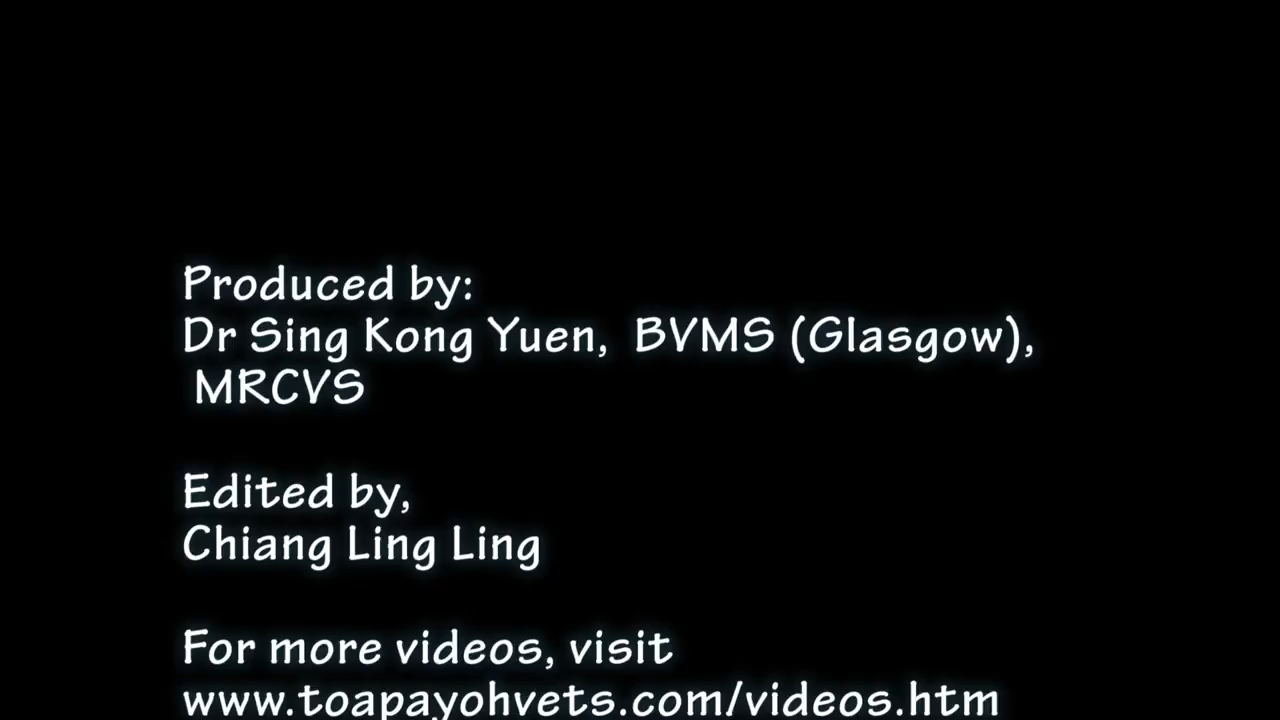 Produced by:
Dr Sing Kong Yuen, BVMS (Glasgow),
MRCVS
Edited by,
Chiang Ling Ling
For more videos, visit
www.toapayohvets.com/videos.htm